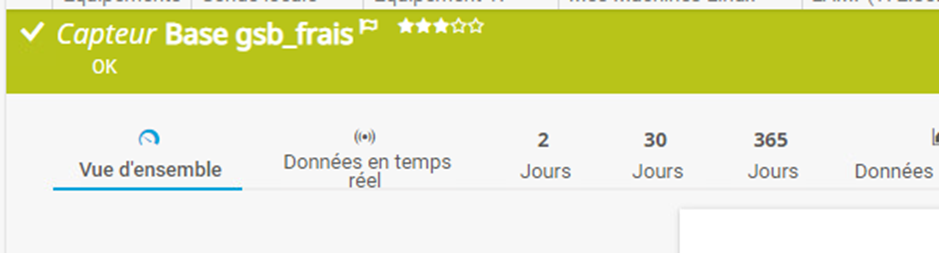 Capteur Base gsb_frais
OK
Vue d'ensemble
Données en temps
réel
2
Jours
30
Jours
365
Jours
Données